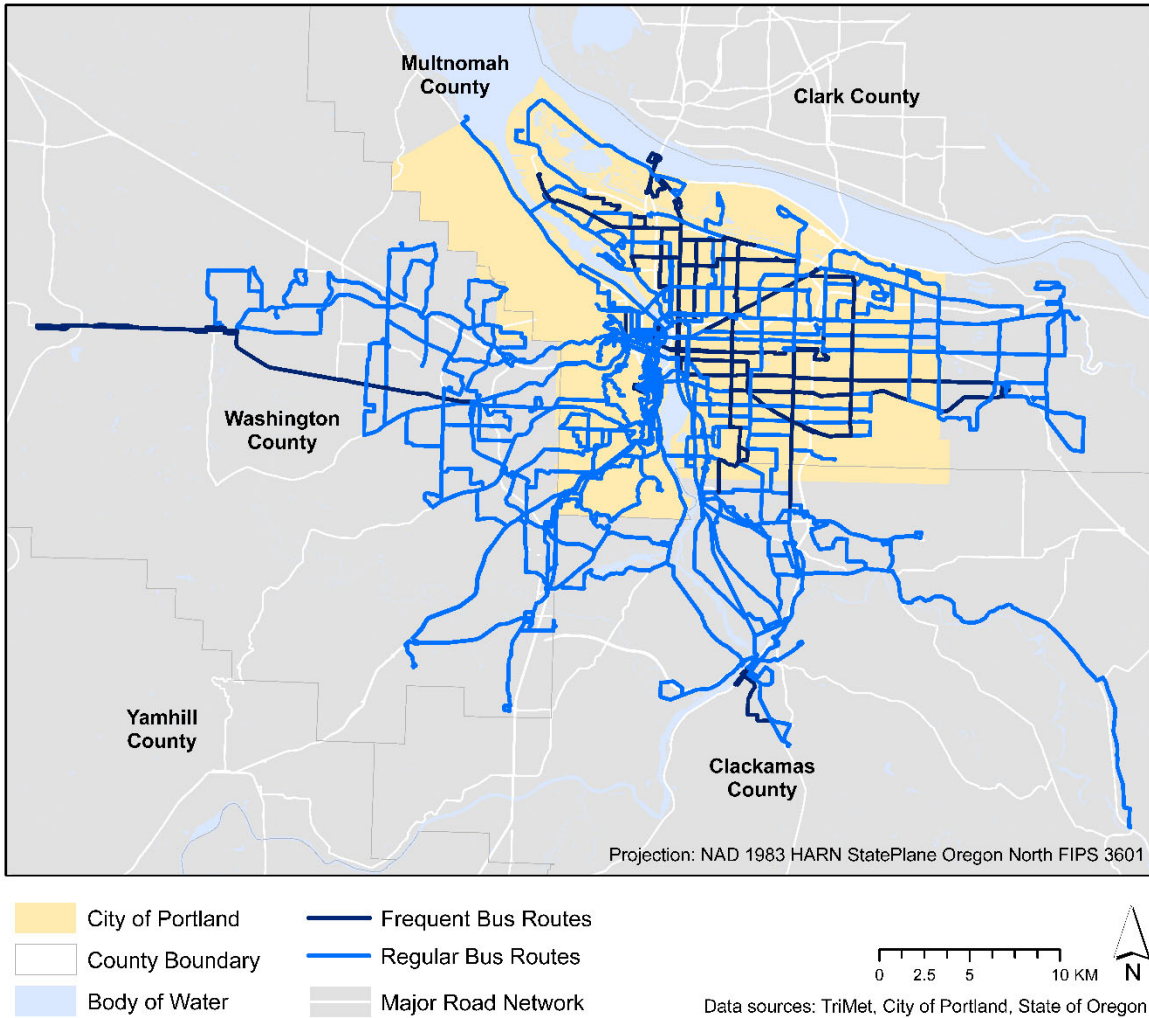 Multnomah
County
Clark County
Washington
County
Yamhill
County
Clackamas
County
Projection: NAD 1983 HARN StatePlane Oregon North FIPS 3601
City of Portland
County Boundary
Body of Water
Frequent Bus Routes
Regular Bus Routes
Major Road Network
0 2.5 5 10 KM
N
Data sources: TriMet, City of Portland, State of Oregon